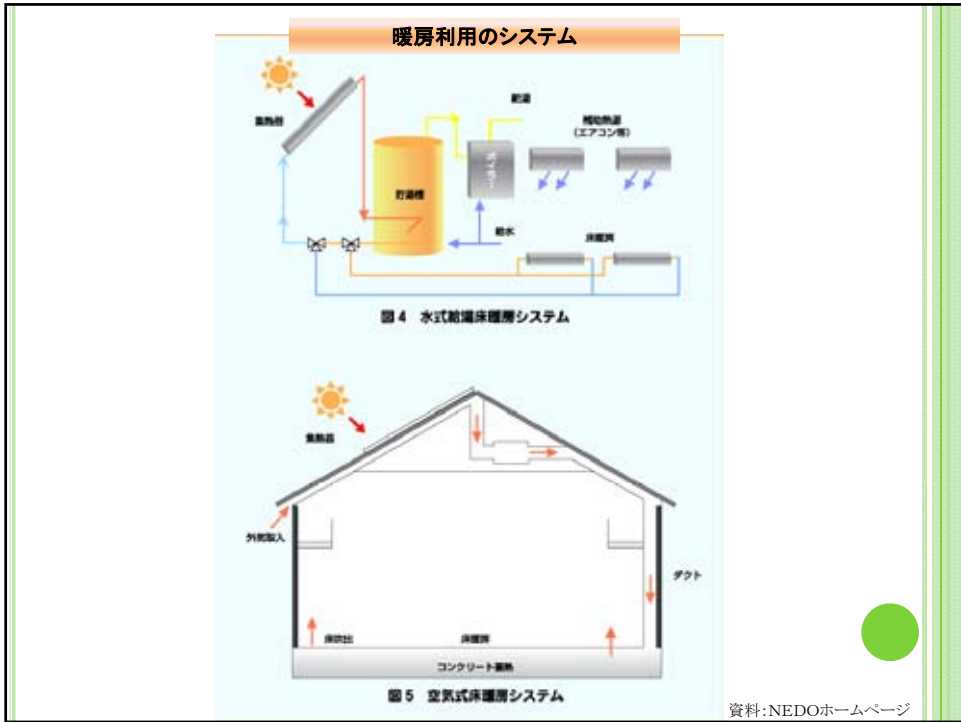 暖房利用のシステム
集熱器
給湯
補助熱源
(エアコン等)
ボイラー
貯湯槽
給水
床暖房
図4 水式給湯床暖房システム
集熱器
外気取入
ダクト
床吹出
床暖房
コンクリート蓄熱
図5 空気式床暖房システム
資料:NEDOホームページ